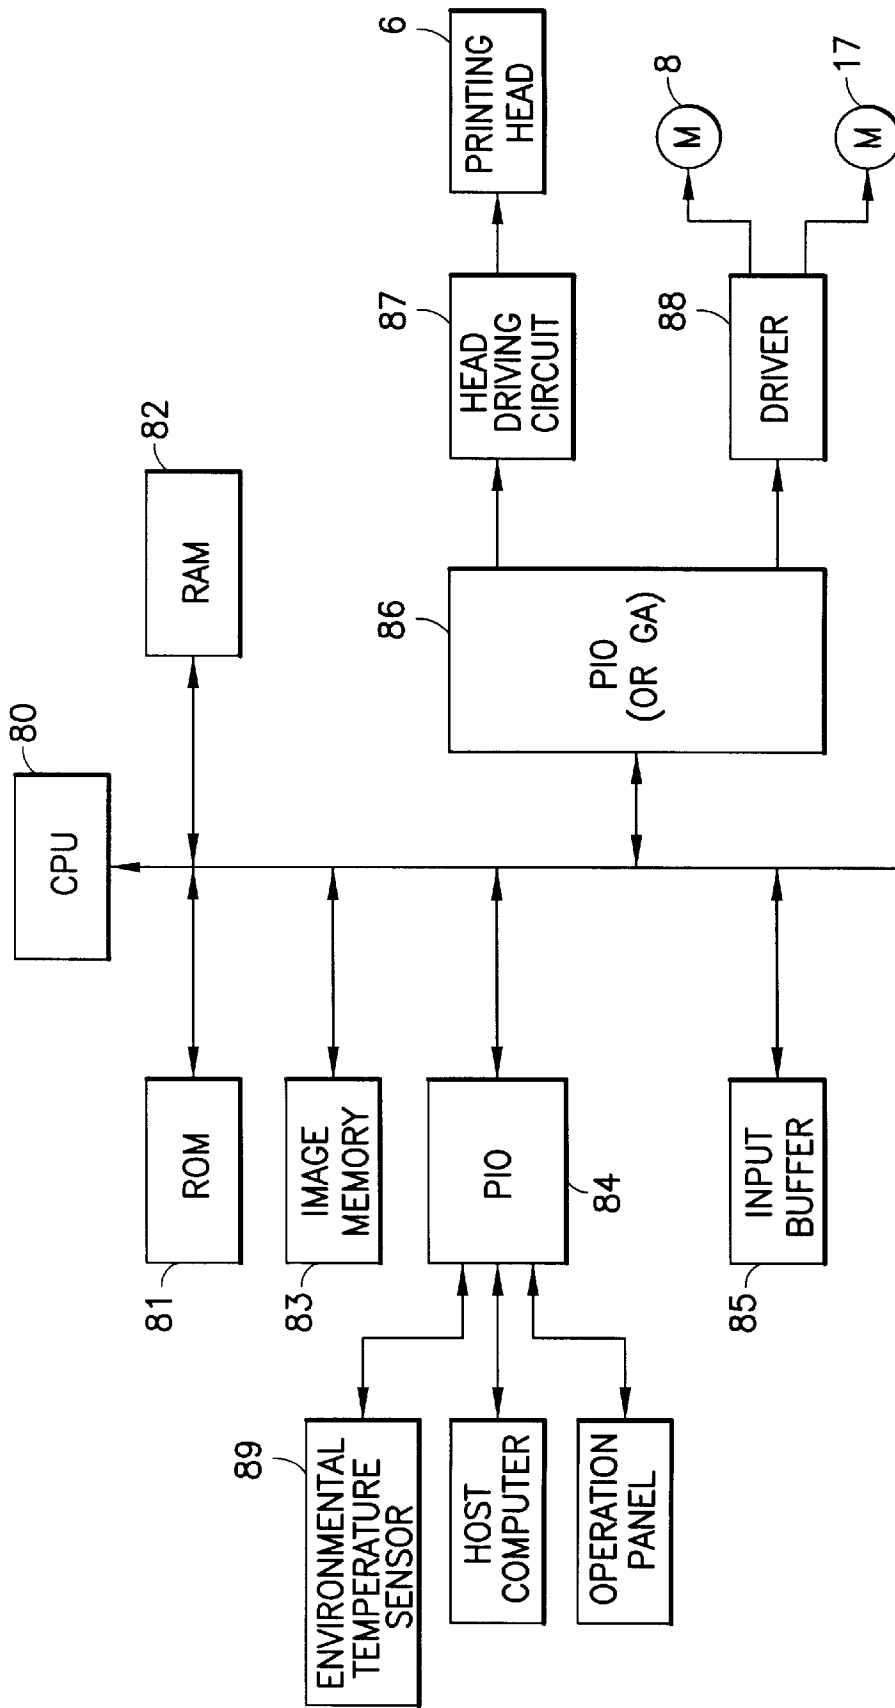 CPU
80
ROM
81
RAM
82
IMAGE
MEMORY
83
PIO
84
INPUT
BUFFER
85
ENVIRONMENTAL
TEMPERATURE
SENSOR
89
HOST
COMPUTER
OPERATION
PANEL
PIO
(OR GA)
86
HEAD
DRIVING
CIRCUIT
87
PRINTING
HEAD
6
DRIVER
88
M
8
M
17